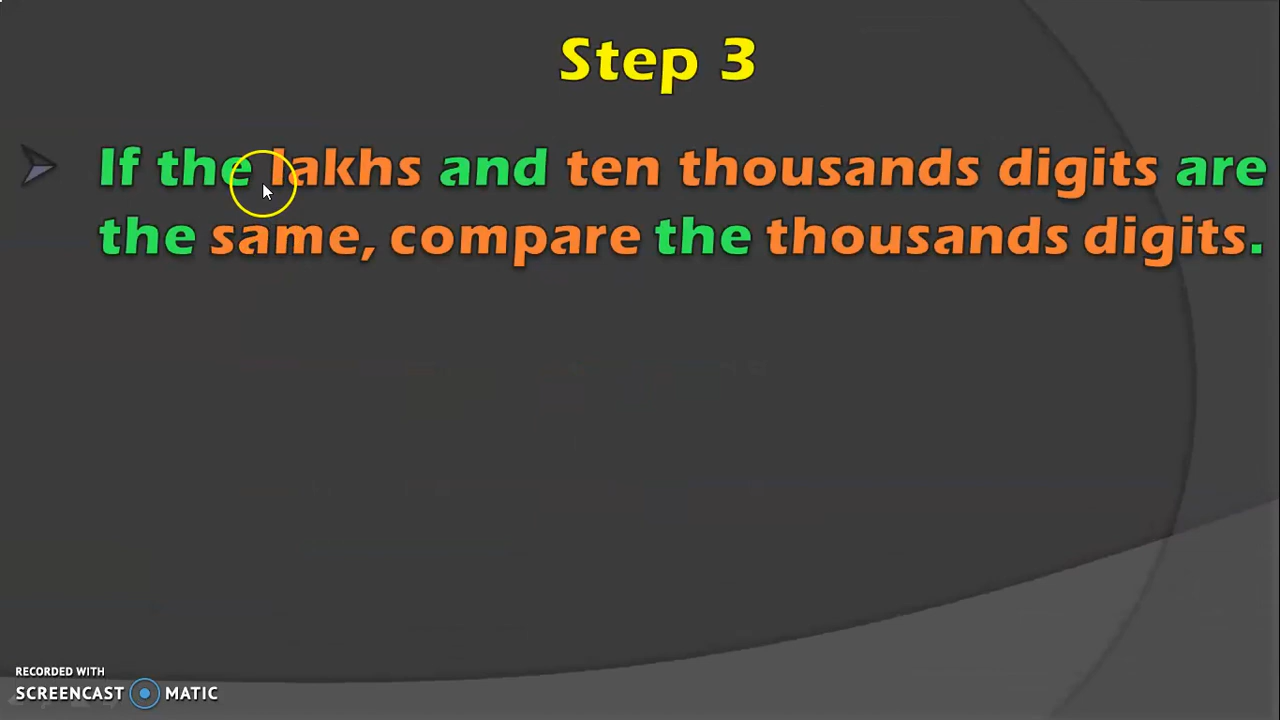 Step 3
If the lakhs and ten thousands digits are
the same, compare the thousands digits.
RECORDED WITH
SCREENCAST MATIC